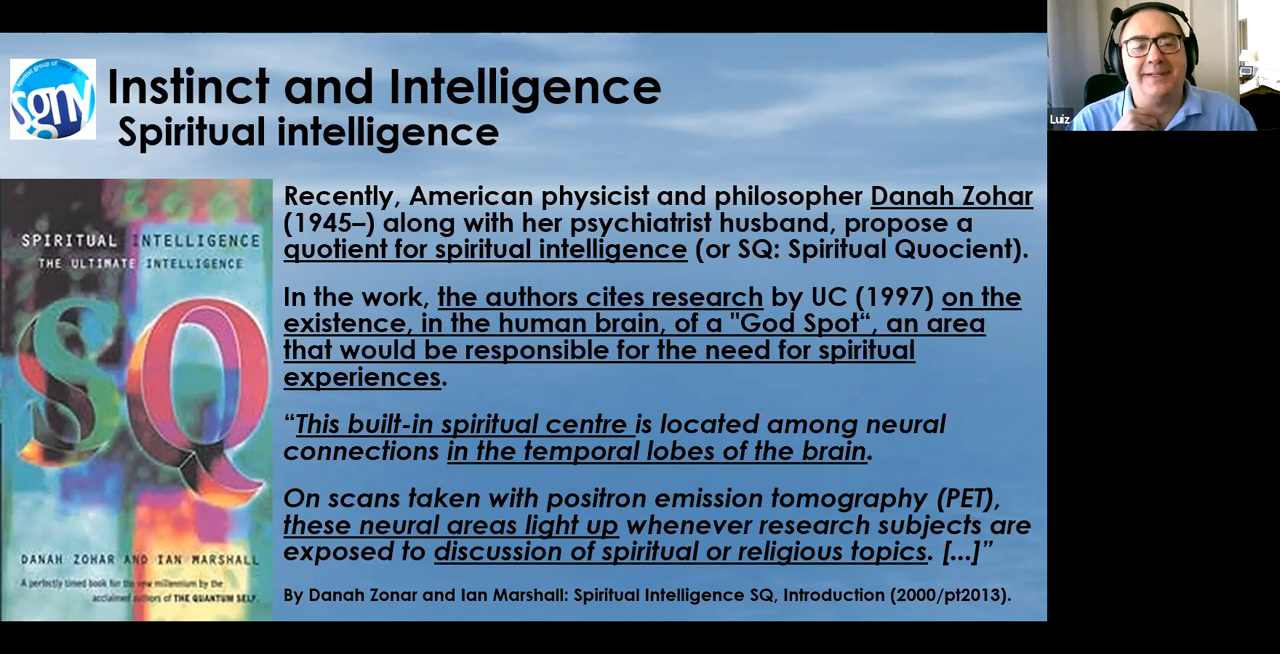 sgny
Instinct and Intelligence
Spiritual intelligence
Luiz
SPIRITUAL INTELLIGENCE
THE ULTIMATE INTELLIGENCE
SQ
DANAH ZOHAR AND IAN MARSHALL
A perfectly timed book for the new millennium by the
acclaimed authors of THE QUANTUM SELF.
Recently, American physicist and philosopher Danah Zohar
(1945–) along with her psychiatrist husband, propose a
quotient for spiritual intelligence (or SQ: Spiritual Quocient).
In the work, the authors cites research by UC (1997) on the
existence, in the human brain, of a "God Spot“, an area
that would be responsible for the need for spiritual
experiences.
“This built-in spiritual centre is located among neural
connections in the temporal lobes of the brain.
On scans taken with positron emission tomography (PET),
these neural areas light up whenever research subjects are
exposed to discussion of spiritual or religious topics. [...]”
By Danah Zonar and Ian Marshall: Spiritual Intelligence SQ, Introduction (2000/pt2013).